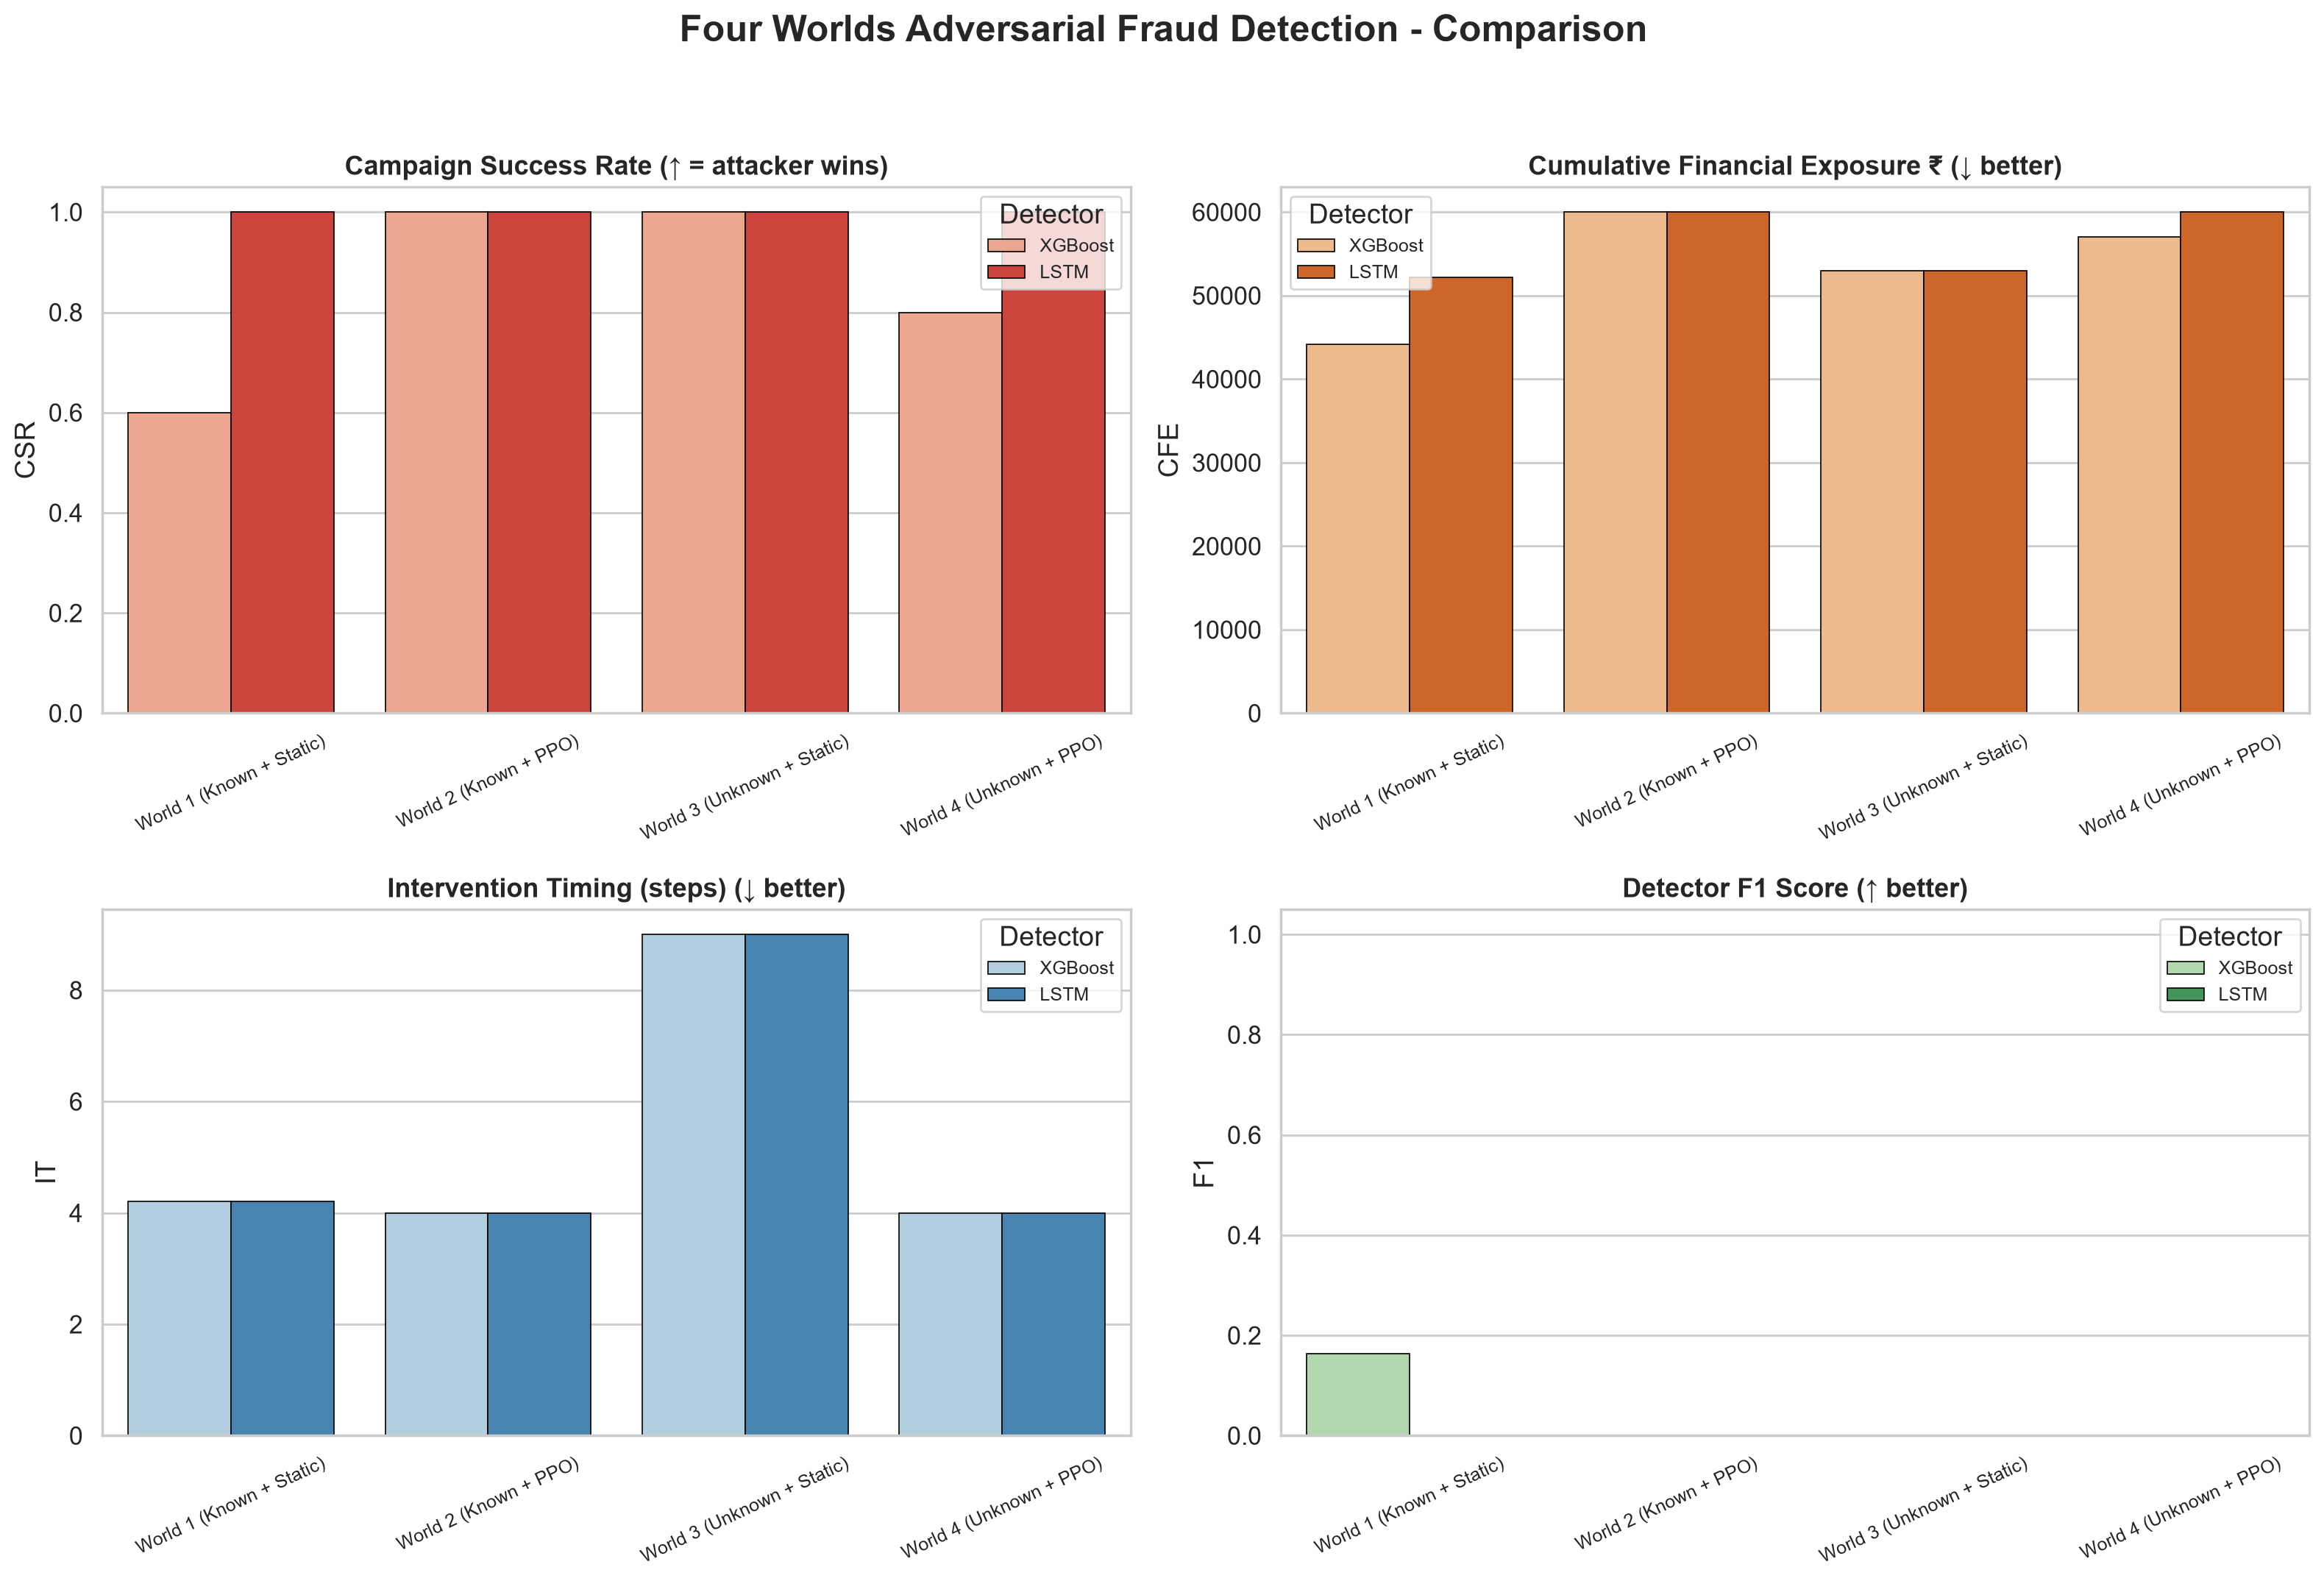 Four Worlds Adversarial Fraud Detection - Comparison
Campaign Success Rate (↑ = attacker wins)
CSR
1.0
0.8
0.6
0.4
0.2
0.0
Detector
XGBoost
LSTM
World 1 (Known + Static)
World 2 (Known + PPO)
World 3 (Unknown + Static)
World 4 (Unknown + PPO)
Cumulative Financial Exposure ₹ (↓ better)
CFE
60000
50000
40000
30000
20000
10000
0
Detector
XGBoost
LSTM
World 1 (Known + Static)
World 2 (Known + PPO)
World 3 (Unknown + Static)
World 4 (Unknown + PPO)
Intervention Timing (steps) (↓ better)
IT
8
6
4
2
0
Detector
XGBoost
LSTM
World 1 (Known + Static)
World 2 (Known + PPO)
World 3 (Unknown + Static)
World 4 (Unknown + PPO)
Detector F1 Score (↑ better)
F1
1.0
0.8
0.6
0.4
0.2
0.0
Detector
XGBoost
LSTM
World 1 (Known + Static)
World 2 (Known + PPO)
World 3 (Unknown + Static)
World 4 (Unknown + PPO)